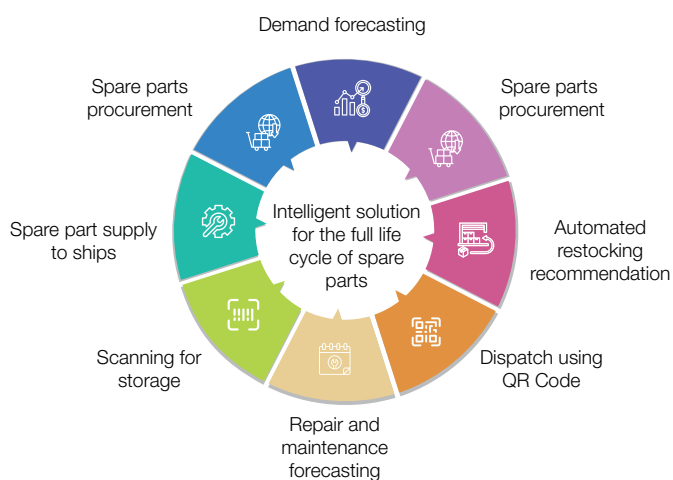 Demand forecasting
Spare parts
procurement
Spare parts
procurement
Spare part supply
to ships
Intelligent solution
for the full life
cycle of spare
parts
Automated
restocking
recommendation
Scanning for
storage
Dispatch using
QR Code
Repair and
maintenance
forecasting